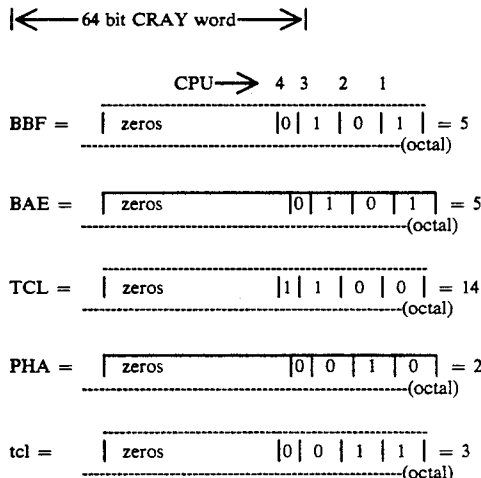 64 bit CRAY word
CPU 4 3 2 1
BBF = zeros 0 1 0 1 = 5
(octal)
BAE = zeros 0 1 0 1 = 5
(octal)
TCL = zeros 1 1 0 0 = 14
(octal)
PHA = zeros 0 0 1 0 = 2
(octal)
tcl = zeros 0 0 1 1 = 3
(octal)